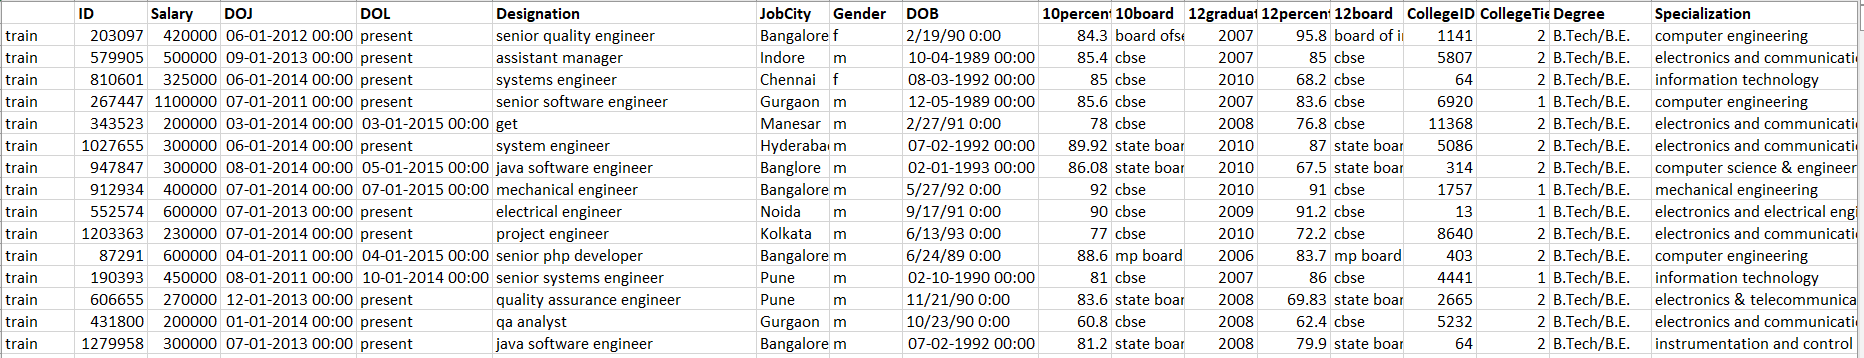 ID Salary DOJ DOL Designation JobCity Gender DOB 10percent 10board 12graduat 12percent 12board CollegeID CollegeTie Degree Specialization
train 203097 420000 06-01-2012 00:00 present senior quality engineer Bangalore f 2/19/90 0:00 84.3 board ofse 2007 95.8 board of i 1141 2 B.Tech/B.E. computer engineering
train 579905 500000 09-01-2013 00:00 present assistant manager Indore m 10-04-1989 00:00 85.4 cbse 2007 85 cbse 5807 2 B.Tech/B.E. electronics and communicati
train 810601 325000 06-01-2014 00:00 present systems engineer Chennai f 08-03-1992 00:00 85 cbse 2010 68.2 cbse 64 2 B.Tech/B.E. information technology
train 267447 1100000 07-01-2011 00:00 present senior software engineer Gurgaon m 12-05-1989 00:00 85.6 cbse 2007 83.6 cbse 6920 1 B.Tech/B.E. computer engineering
train 343523 200000 03-01-2014 00:00 03-01-2015 00:00 get Manesar m 2/27/91 0:00 78 cbse 2008 76.8 cbse 11368 2 B.Tech/B.E. electronics and communicati
train 1027655 300000 06-01-2014 00:00 present system engineer Hyderaba m 07-02-1992 00:00 89.92 state boar 2010 87 state boar 5086 2 B.Tech/B.E. electronics and communicati
train 947847 300000 08-01-2014 00:00 05-01-2015 00:00 java software engineer Banglore m 02-01-1993 00:00 86.08 state boar 2010 67.5 state boar 314 2 B.Tech/B.E. computer science & engineer
train 912934 400000 07-01-2014 00:00 07-01-2015 00:00 mechanical engineer Bangalore m 5/27/92 0:00 92 cbse 2010 91 cbse 1757 1 B.Tech/B.E. mechanical engineering
train 552574 600000 07-01-2013 00:00 present electrical engineer Noida m 9/17/91 0:00 90 cbse 2009 91.2 cbse 13 1 B.Tech/B.E. electronics and electrical engi
train 1203363 230000 07-01-2014 00:00 present project engineer Kolkata m 6/13/93 0:00 77 cbse 2010 72.2 cbse 8640 2 B.Tech/B.E. electronics and communicati
train 87291 600000 04-01-2011 00:00 04-01-2015 00:00 senior php developer Bangalore m 6/24/89 0:00 88.6 mp board 2006 83.7 mp board 403 2 B.Tech/B.E. computer engineering
train 190393 450000 08-01-2011 00:00 10-01-2014 00:00 senior systems engineer Pune m 02-10-1990 00:00 81 cbse 2007 86 cbse 4441 1 B.Tech/B.E. information technology
train 606655 270000 12-01-2013 00:00 present quality assurance engineer Pune m 11/21/90 0:00 83.6 state boar 2008 69.83 state boar 2665 2 B.Tech/B.E. electronics & telecommunica
train 431800 200000 01-01-2014 00:00 present qa analyst Gurgaon m 10/23/90 0:00 60.8 cbse 2008 62.4 cbse 5232 2 B.Tech/B.E. electronics and communicati
train 1279958 300000 07-01-2013 00:00 present java software engineer Bangalore m 07-02-1992 00:00 81.2 state board 2008 79.9 state board 64 2 B.Tech/B.E. instrumentation and control